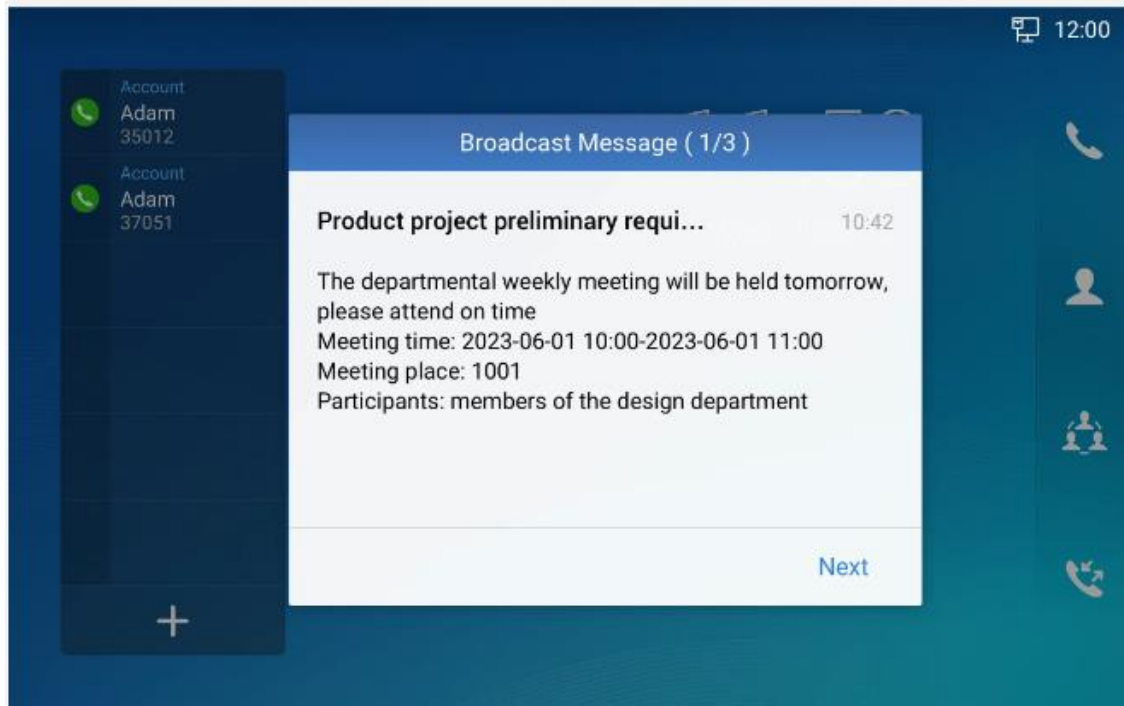 12:00
Account
Adam
35012
Account
Adam
37051
Broadcast Message ( 1/3 )
Product project preliminary requi...
10:42
The departmental weekly meeting will be held tomorrow,
please attend on time
Meeting time: 2023-06-01 10:00-2023-06-01 11:00
Meeting place: 1001
Participants: members of the design department
Next